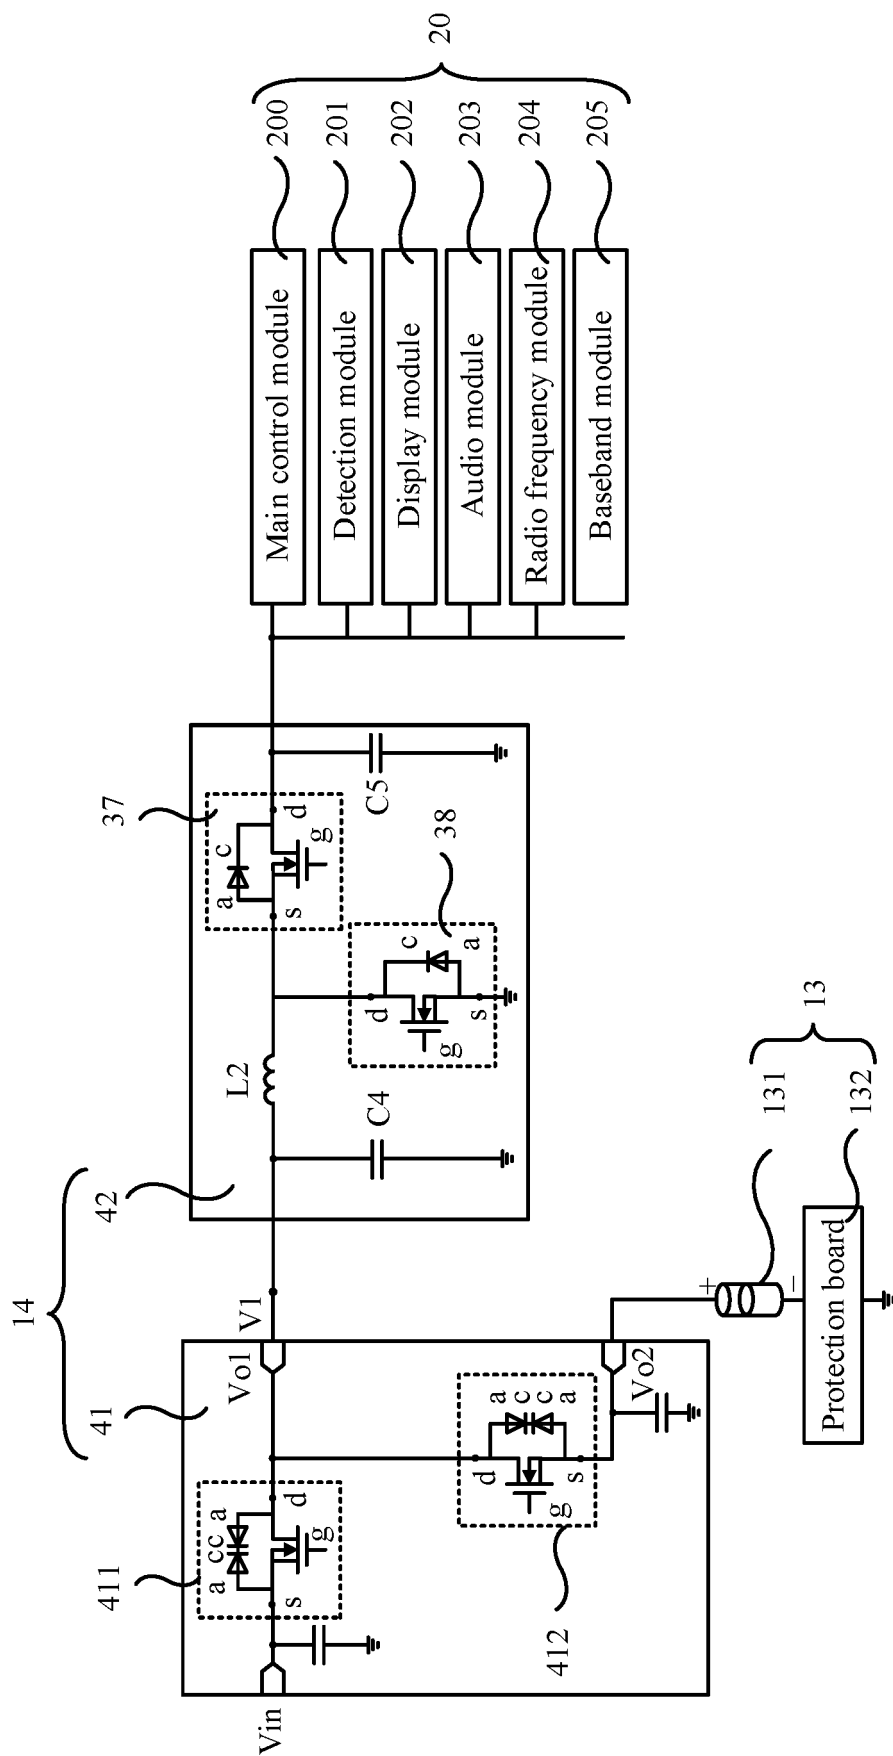 14
20
41
42
37
38
411
412
200
201
202
203
204
205
Main control module
Detection module
Display module
Audio module
Radio frequency module
Baseband module
Vin
a
cc
a
s
d
g
Vo1
V1
L2
C4
a
c
s
d
g
C5
d
c
a
s
g
a
c
c
a
d
s
g
Vo2
+
−
Protection board
131
132
13